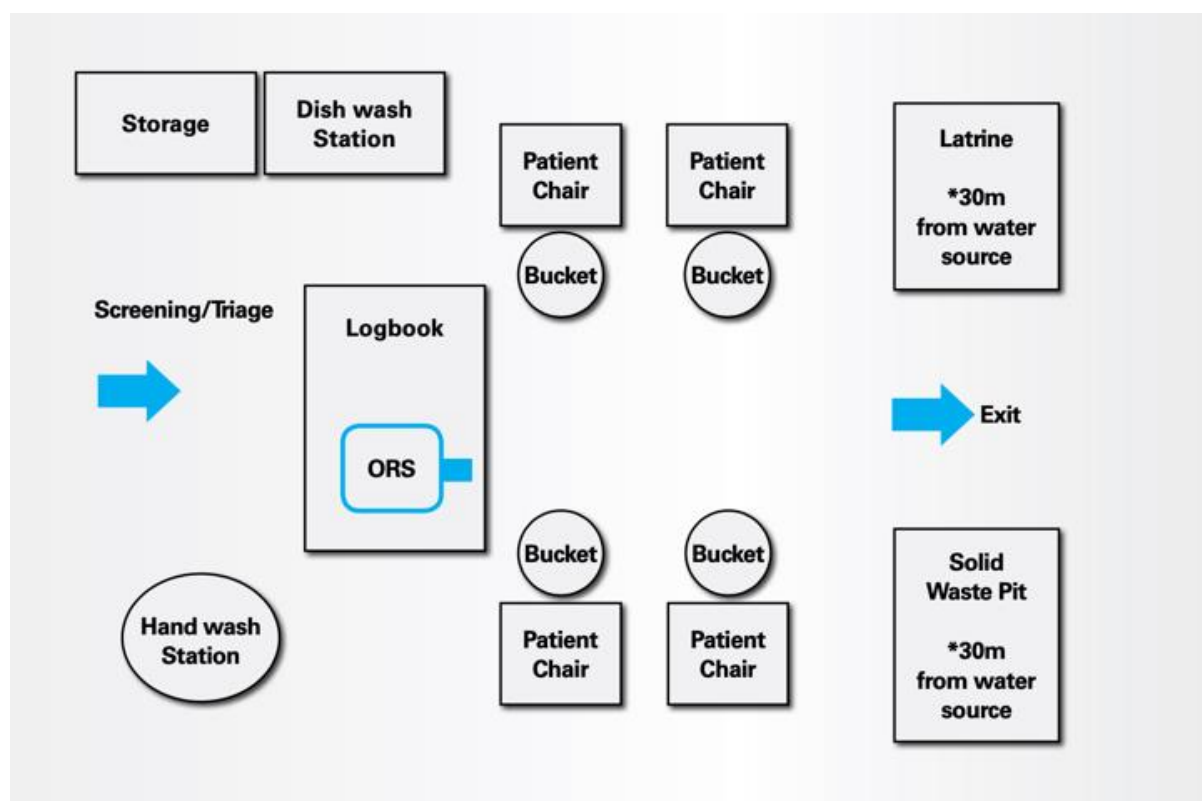 Storage
Dish wash
Station
Patient
Chair
Patient
Chair
Bucket
Bucket
Latrine
*30m
from water
source
Screening/Triage
Logbook
ORS
Exit
Hand wash
Station
Bucket
Bucket
Patient
Chair
Patient
Chair
Solid
Waste Pit
*30m
from water
source